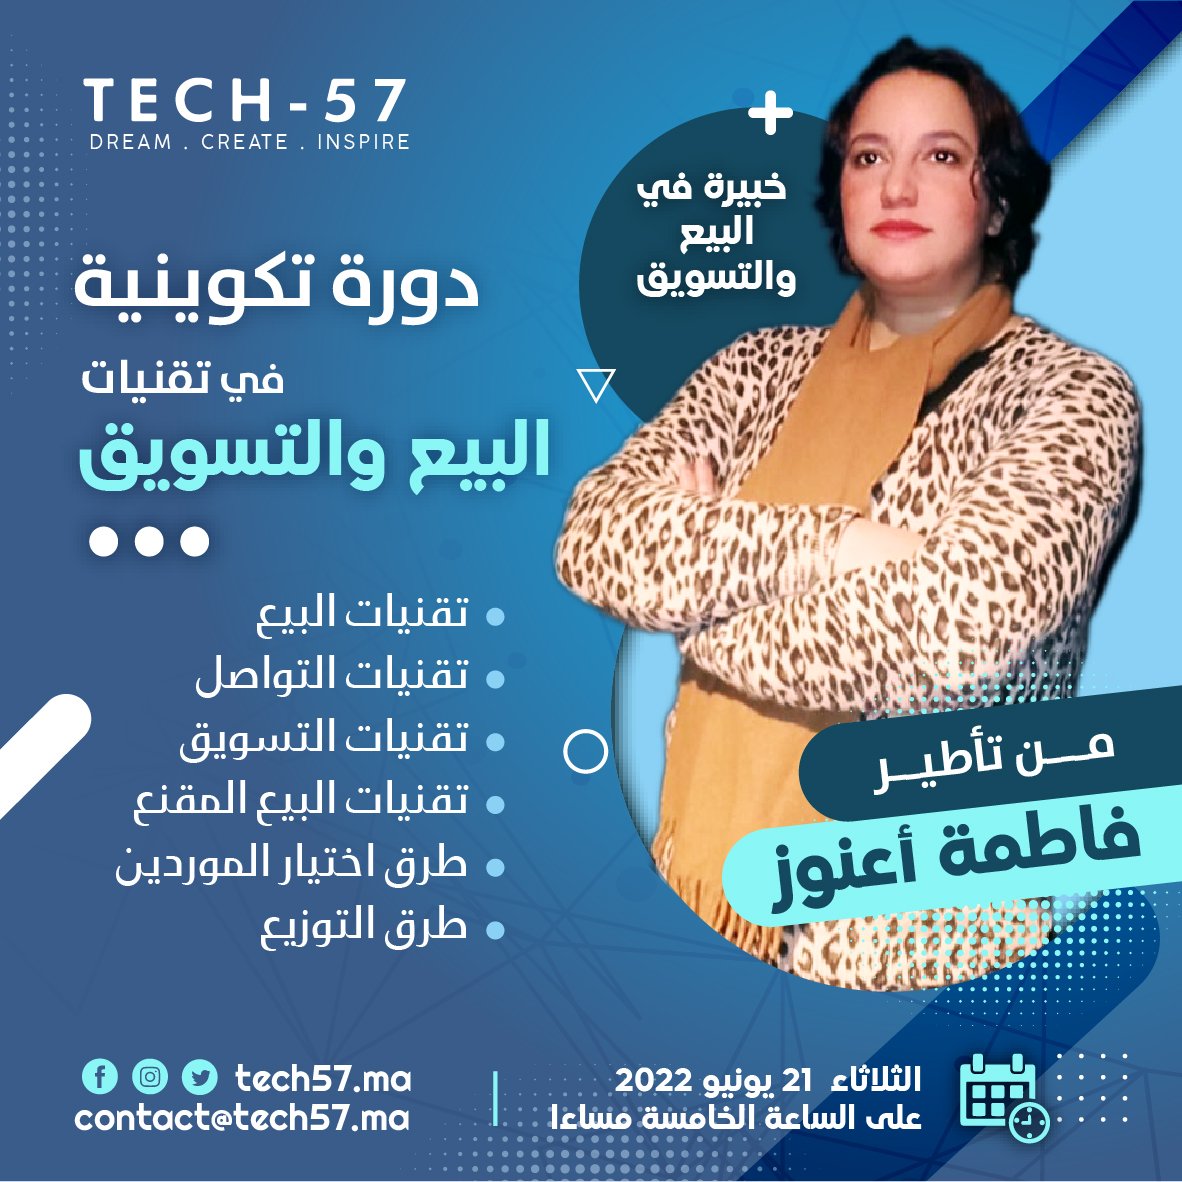 TECH-57
DREAM . CREATE . INSPIRE
خبيرة في
البيع
والتسويق
دورة تكوينية
في تقنيات
البيع والتسويق
تقنيات البيع
تقنيات التواصل
تقنيات التسويق
تقنيات البيع المقنع
طرق اختيار الموردين
طرق التوزيع
مــن تأطيــر
فاطمة أعنوز
الثلاثاء 21 يونيو 2022
على الساعة الخامسة مساءا
tech57.ma
contact@tech57.ma